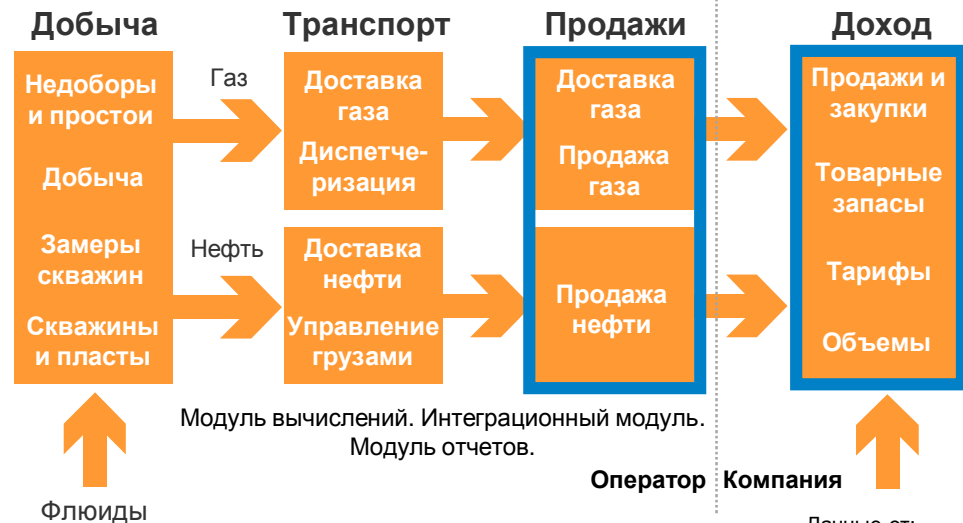 Добыча
Транспорт
Продажи
Доход
Недоборы
и простои
Добыча
Замеры
скважин
Скважины
и пласты
Газ
Нефть
Доставка
газа
Диспетче-
ризация
Доставка
нефти
Управление
грузами
Доставка
газа
Продажа
газа
Продажа
нефти
Продажи и
закупки
Товарные
запасы
Тарифы
Объемы
Модуль вычислений. Интеграционный модуль.
Модуль отчетов.
Оператор
Компания
Флюиды